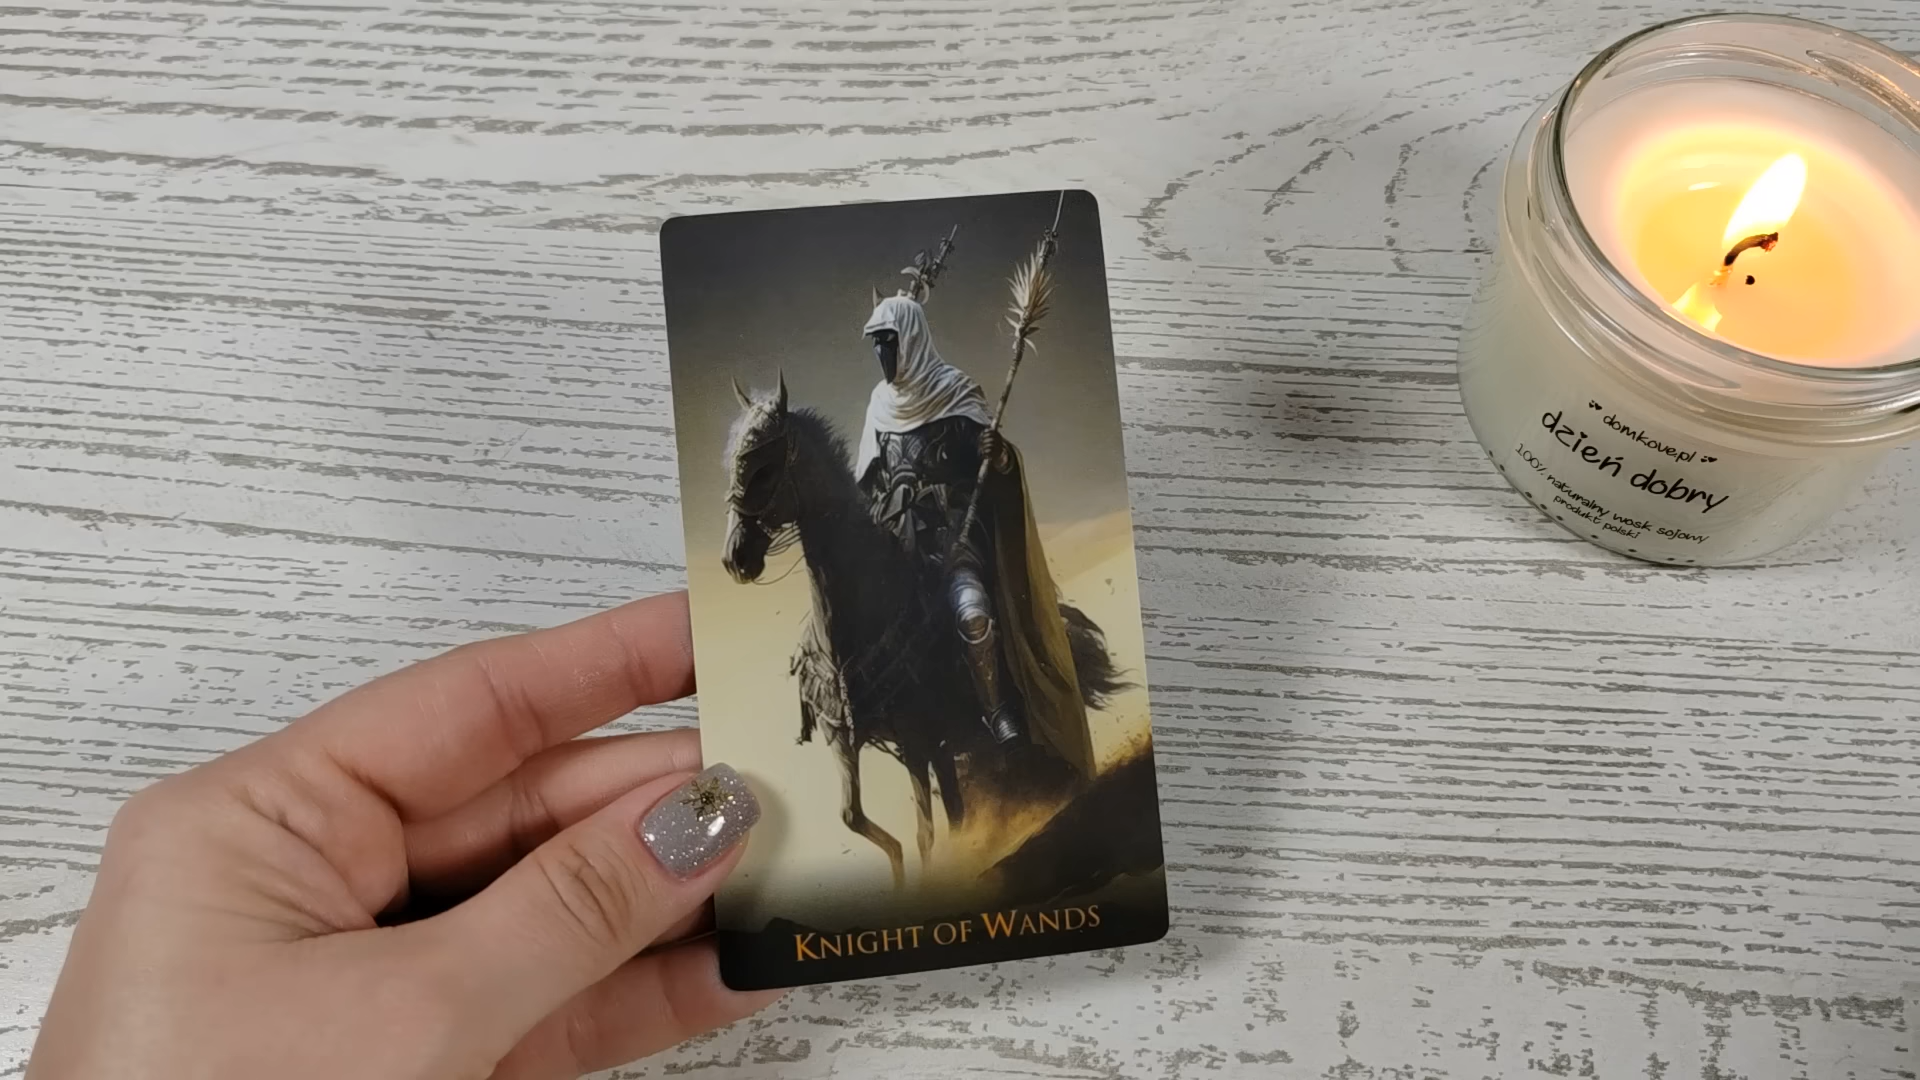 domkove.pl
dzień dobry
100% naturalny wosk sojowy
produkt polski
KNIGHT OF WANDS